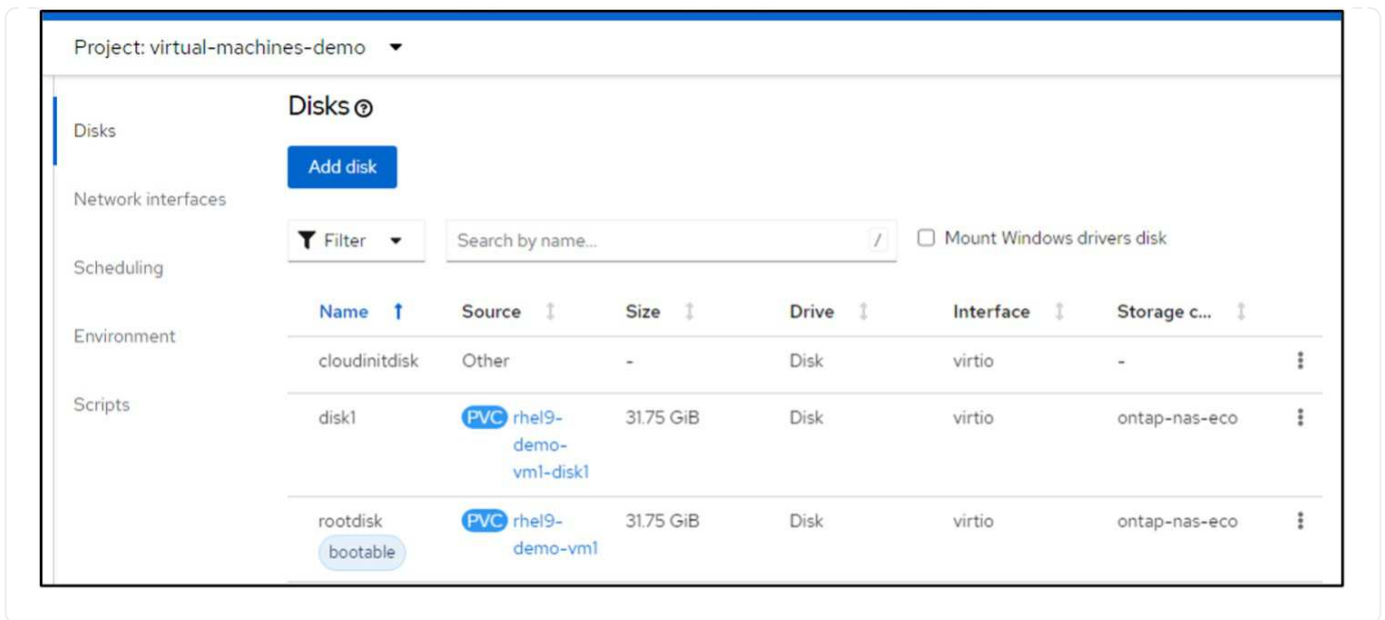 Project: virtual-machines-demo
Disks
Network interfaces
Scheduling
Environment
Scripts
Disks
Add disk
Filter Search by name... / Mount Windows drivers disk
Name Source Size Drive Interface Storage c...
cloudinitdisk Other - Disk virtio -
disk1 PVC rhel9- 31.75 GiB Disk virtio ontap-nas-eco
demo-
vm1-disk1
rootdisk PVC rhel9- 31.75 GiB Disk virtio ontap-nas-eco
bootable demo-vm1